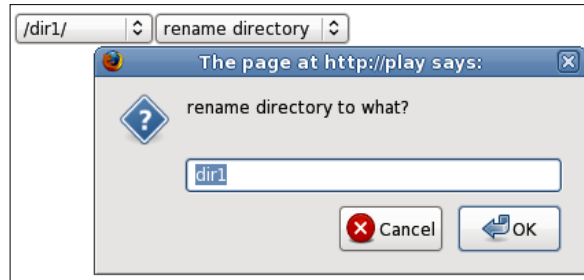 /dir1/ rename directory
The page at http://play says:
rename directory to what?
dir1
Cancel OK